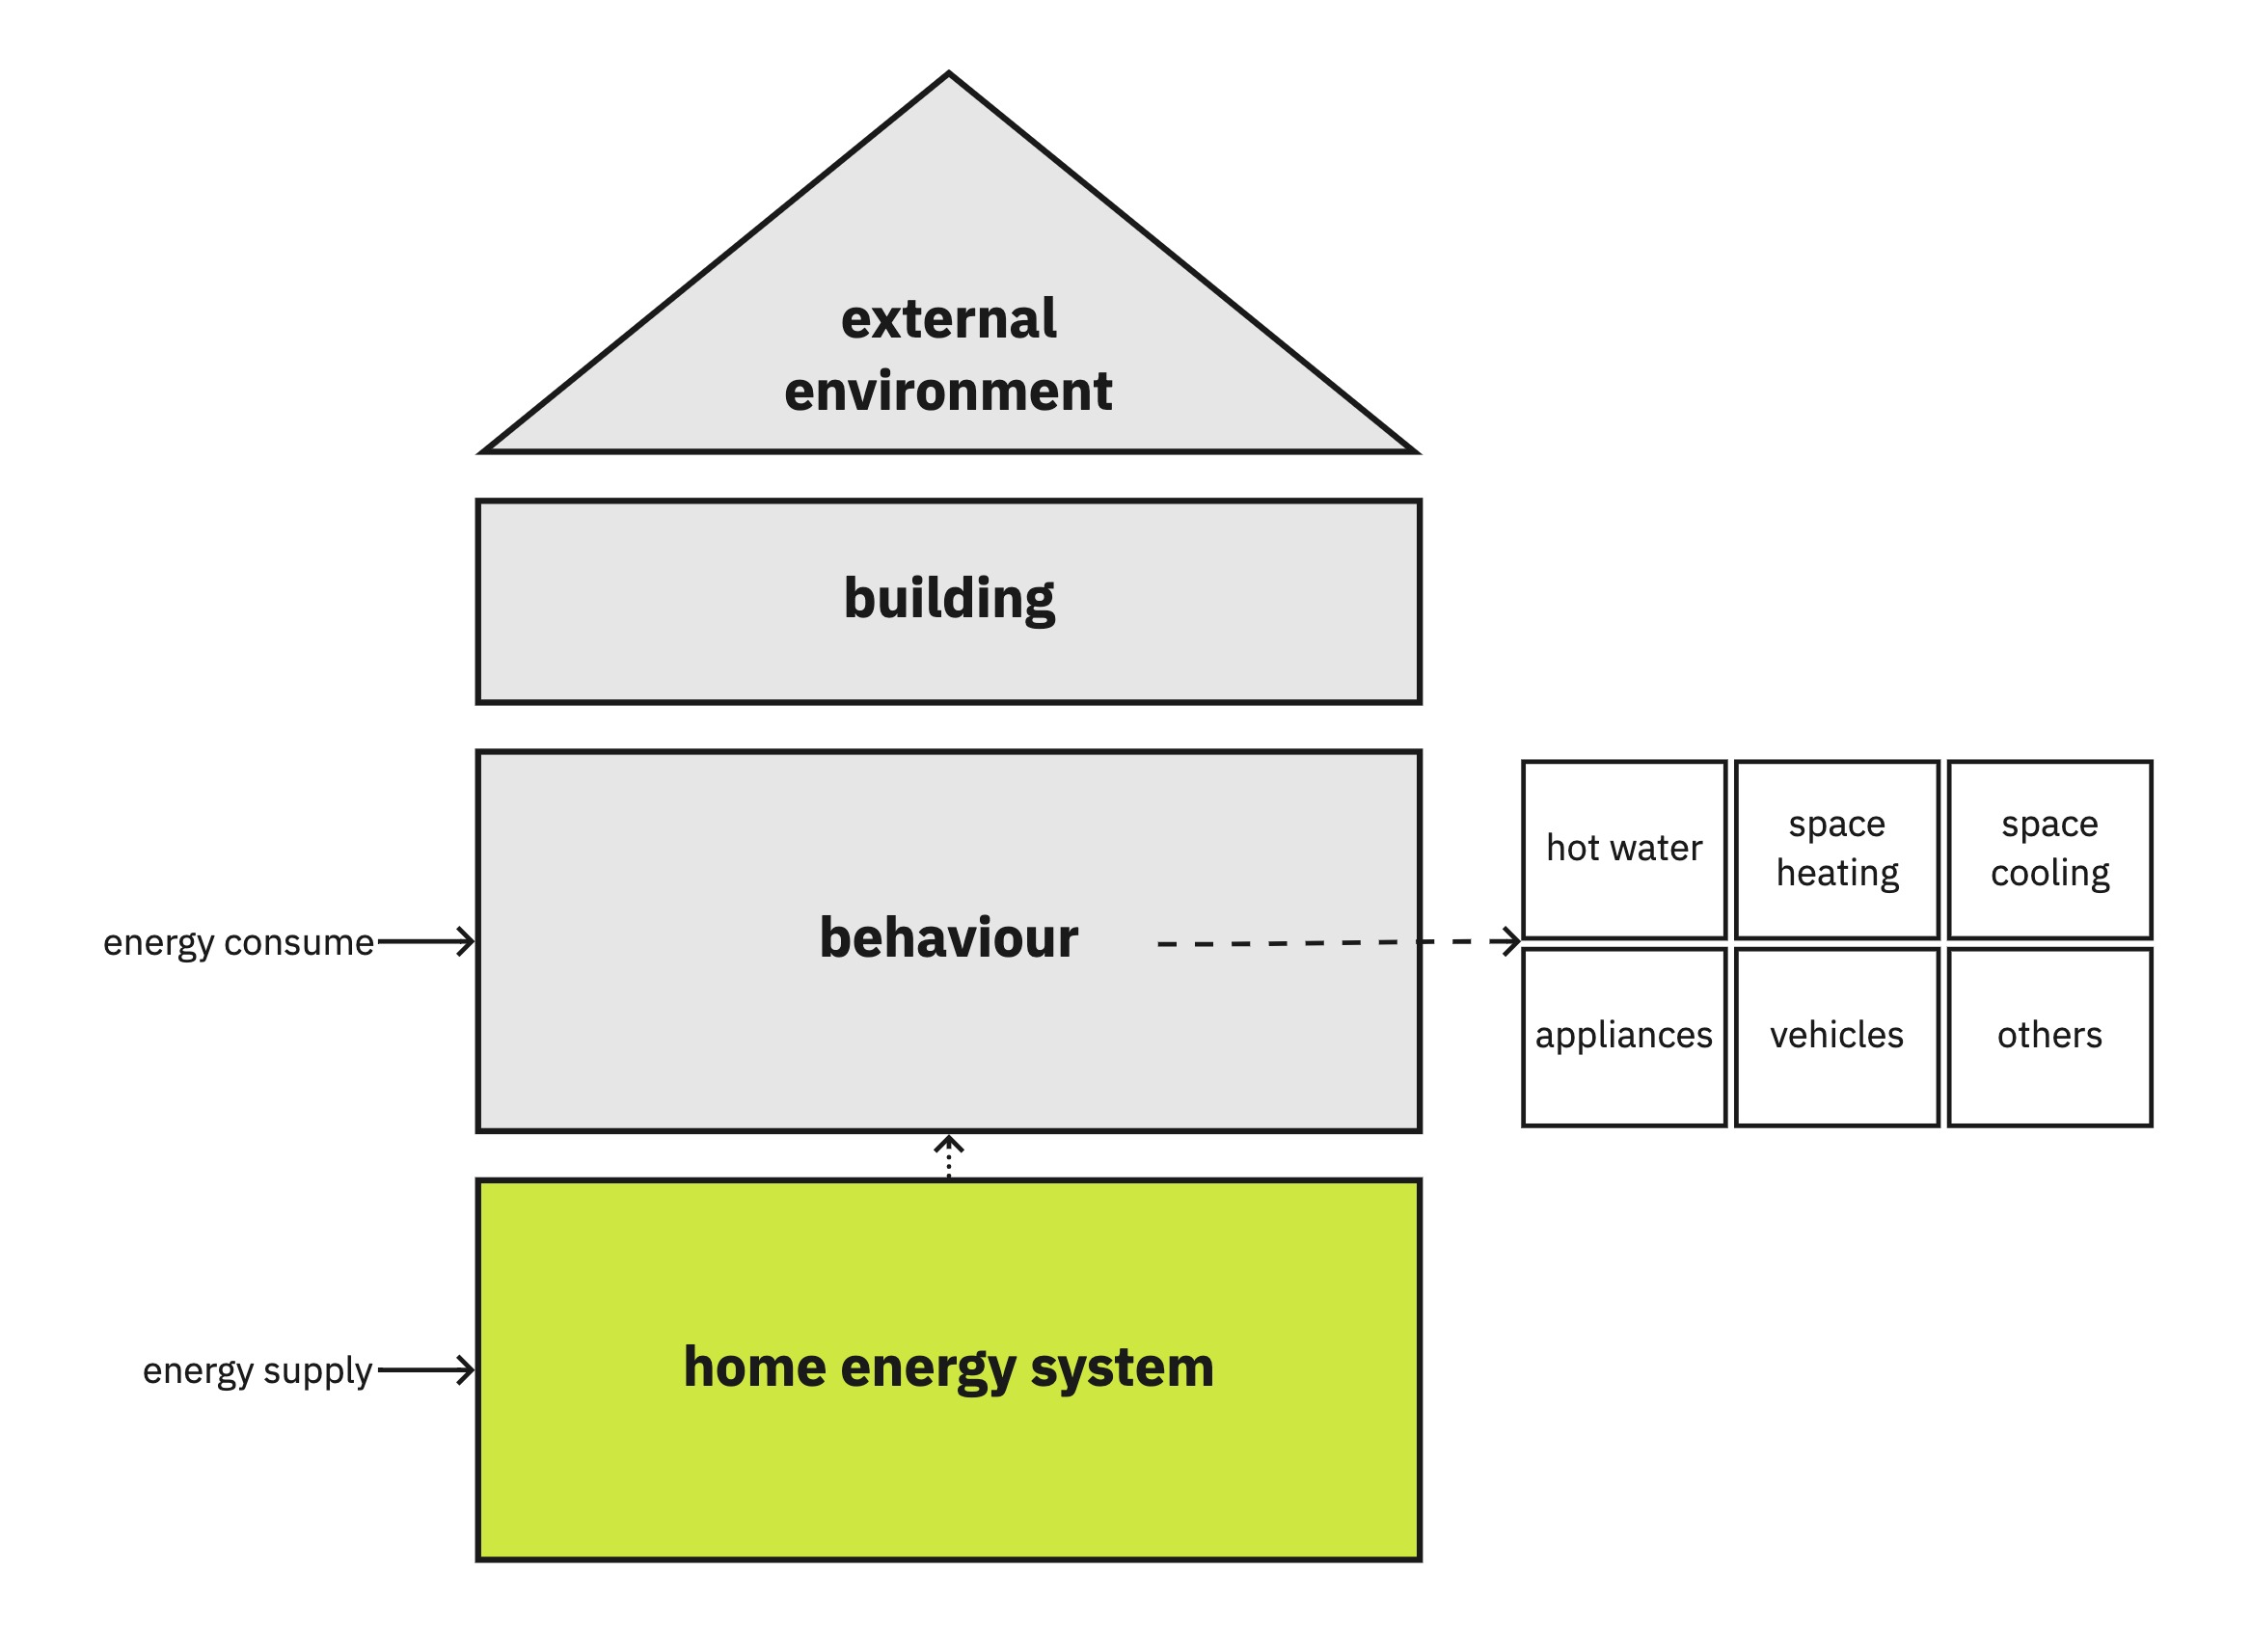 external
environment
building
energy consume
behaviour
hot water
space
heating
space
cooling
appliances
vehicles
others
energy supply
home energy system